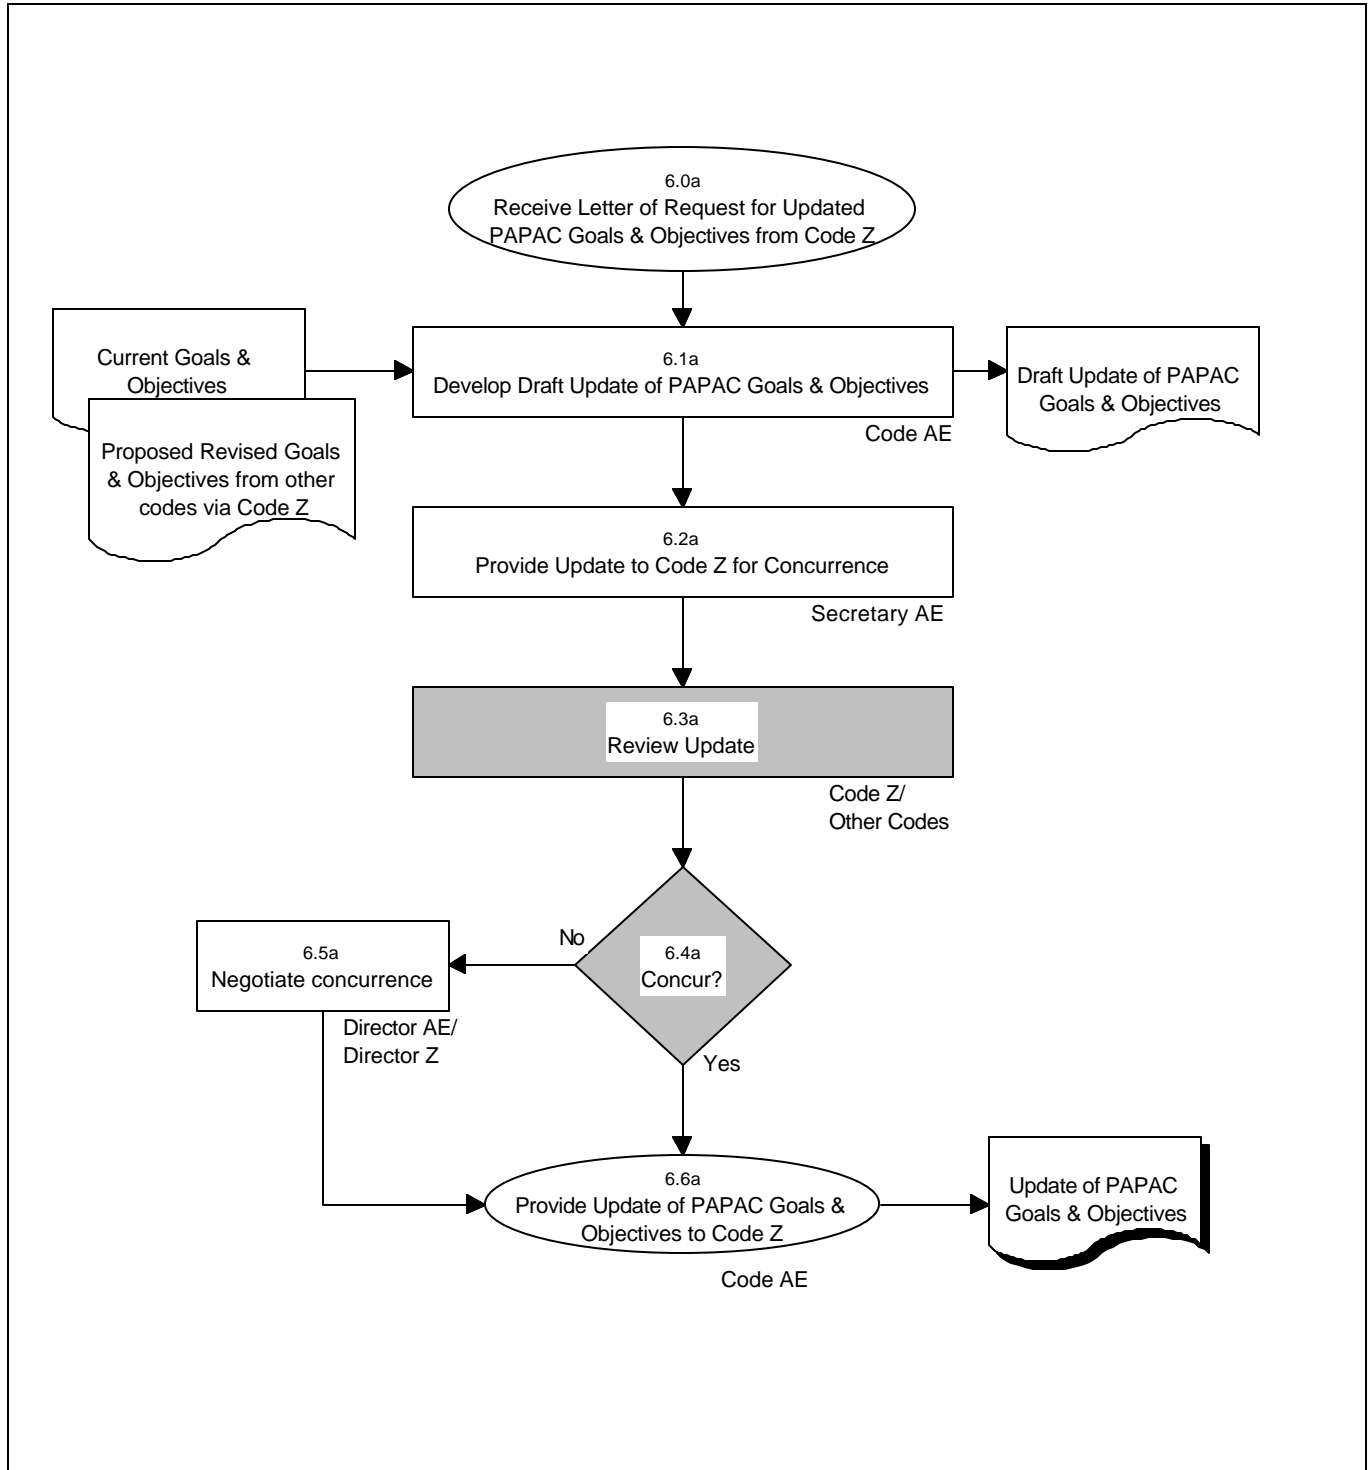 6.0a
Receive Letter of Request for Updated
PAPAC Goals & Objectives from Code Z
Current Goals &
Objectives
Proposed Revised Goals
& Objectives from other
codes via Code Z
6.1a
Develop Draft Update of PAPAC Goals & Objectives
Code AE
Draft Update of PAPAC
Goals & Objectives
6.2a
Provide Update to Code Z for Concurrence
Secretary AE
6.3a
Review Update
Code Z/
Other Codes
6.4a
Concur?
No
Yes
6.5a
Negotiate concurrence
Director AE/
Director Z
6.6a
Provide Update of PAPAC Goals &
Objectives to Code Z
Code AE
Update of PAPAC
Goals & Objectives